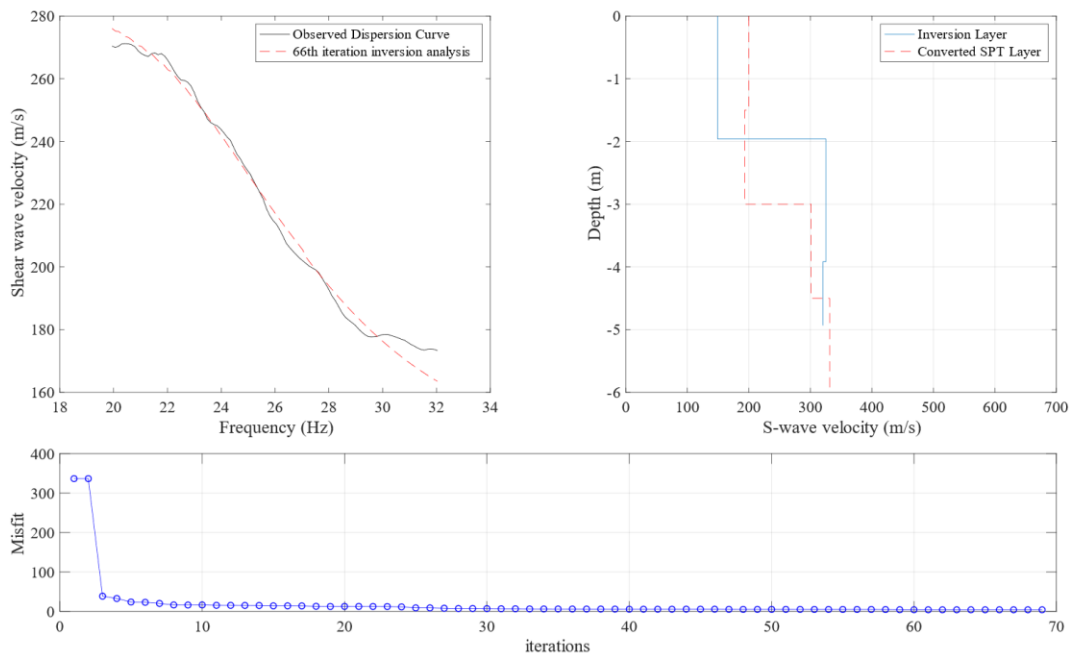 280
260
240
220
200
180
160
Shear wave velocity (m/s)
Observed Dispersion Curve
66th iteration inversion analysis
18 20 22 24 26 28 30 32 34
Frequency (Hz)
0
-1
-2
-3
-4
-5
-6
Depth (m)
Inversion Layer
Converted SPT Layer
0 100 200 300 400 500 600 700
S-wave velocity (m/s)
400
300
200
100
0
Misfit
0 10 20 30 40 50 60 70
iterations